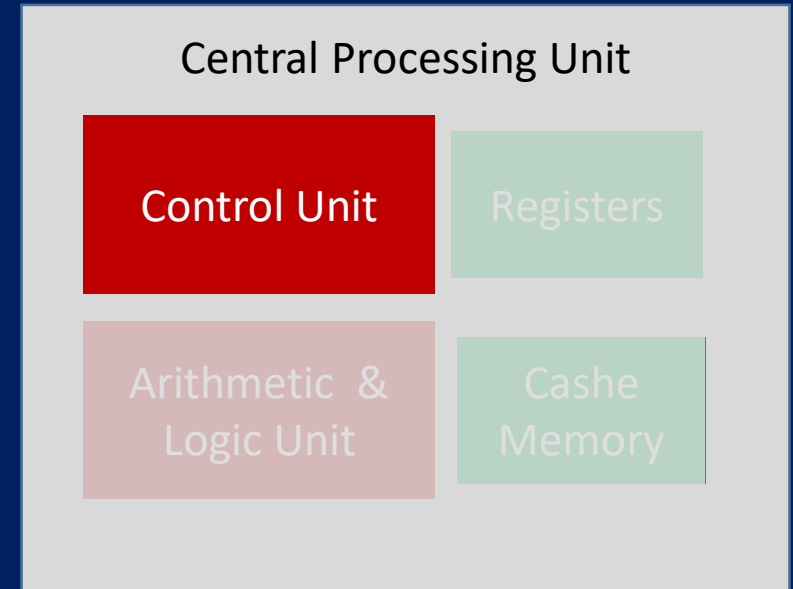 Central Processing Unit
Control Unit
Registers
Arithmetic & 
Logic Unit
Cashe
Memory